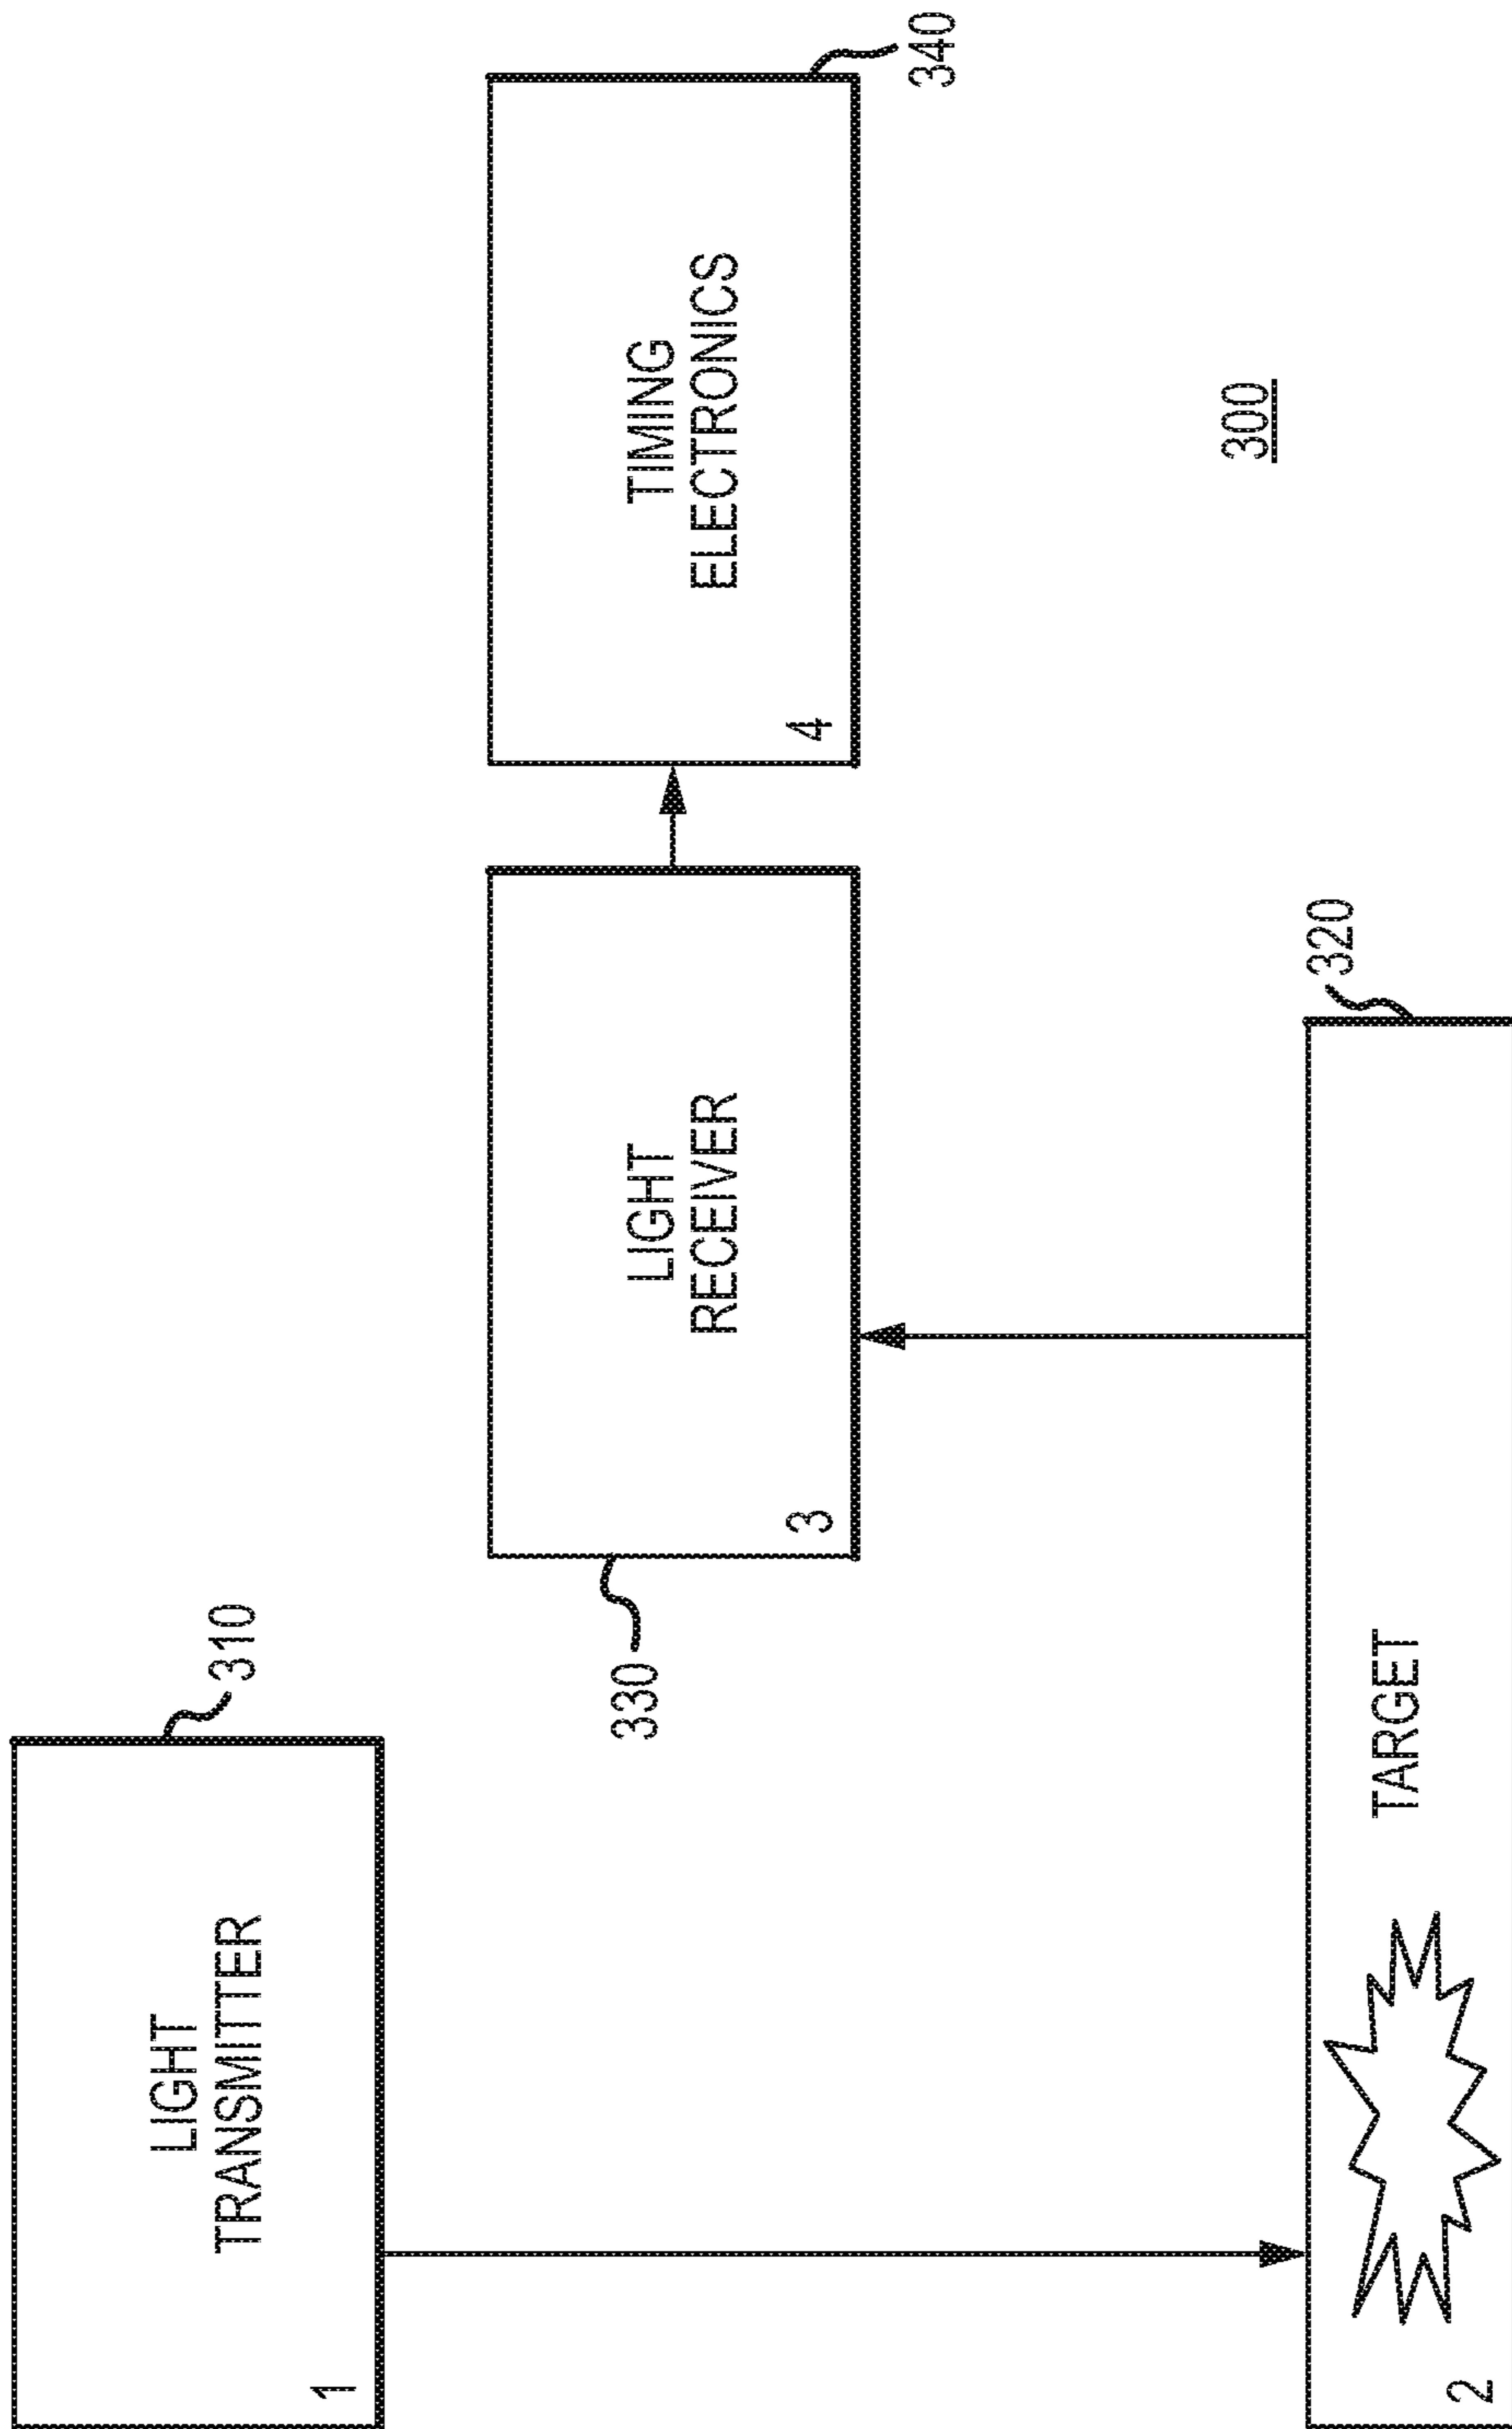 LIGHT
TRANSMITTER
1
310
LIGHT
RECEIVER
3
330
TIMING
ELECTRONICS
4
340
TARGET
2
320
300